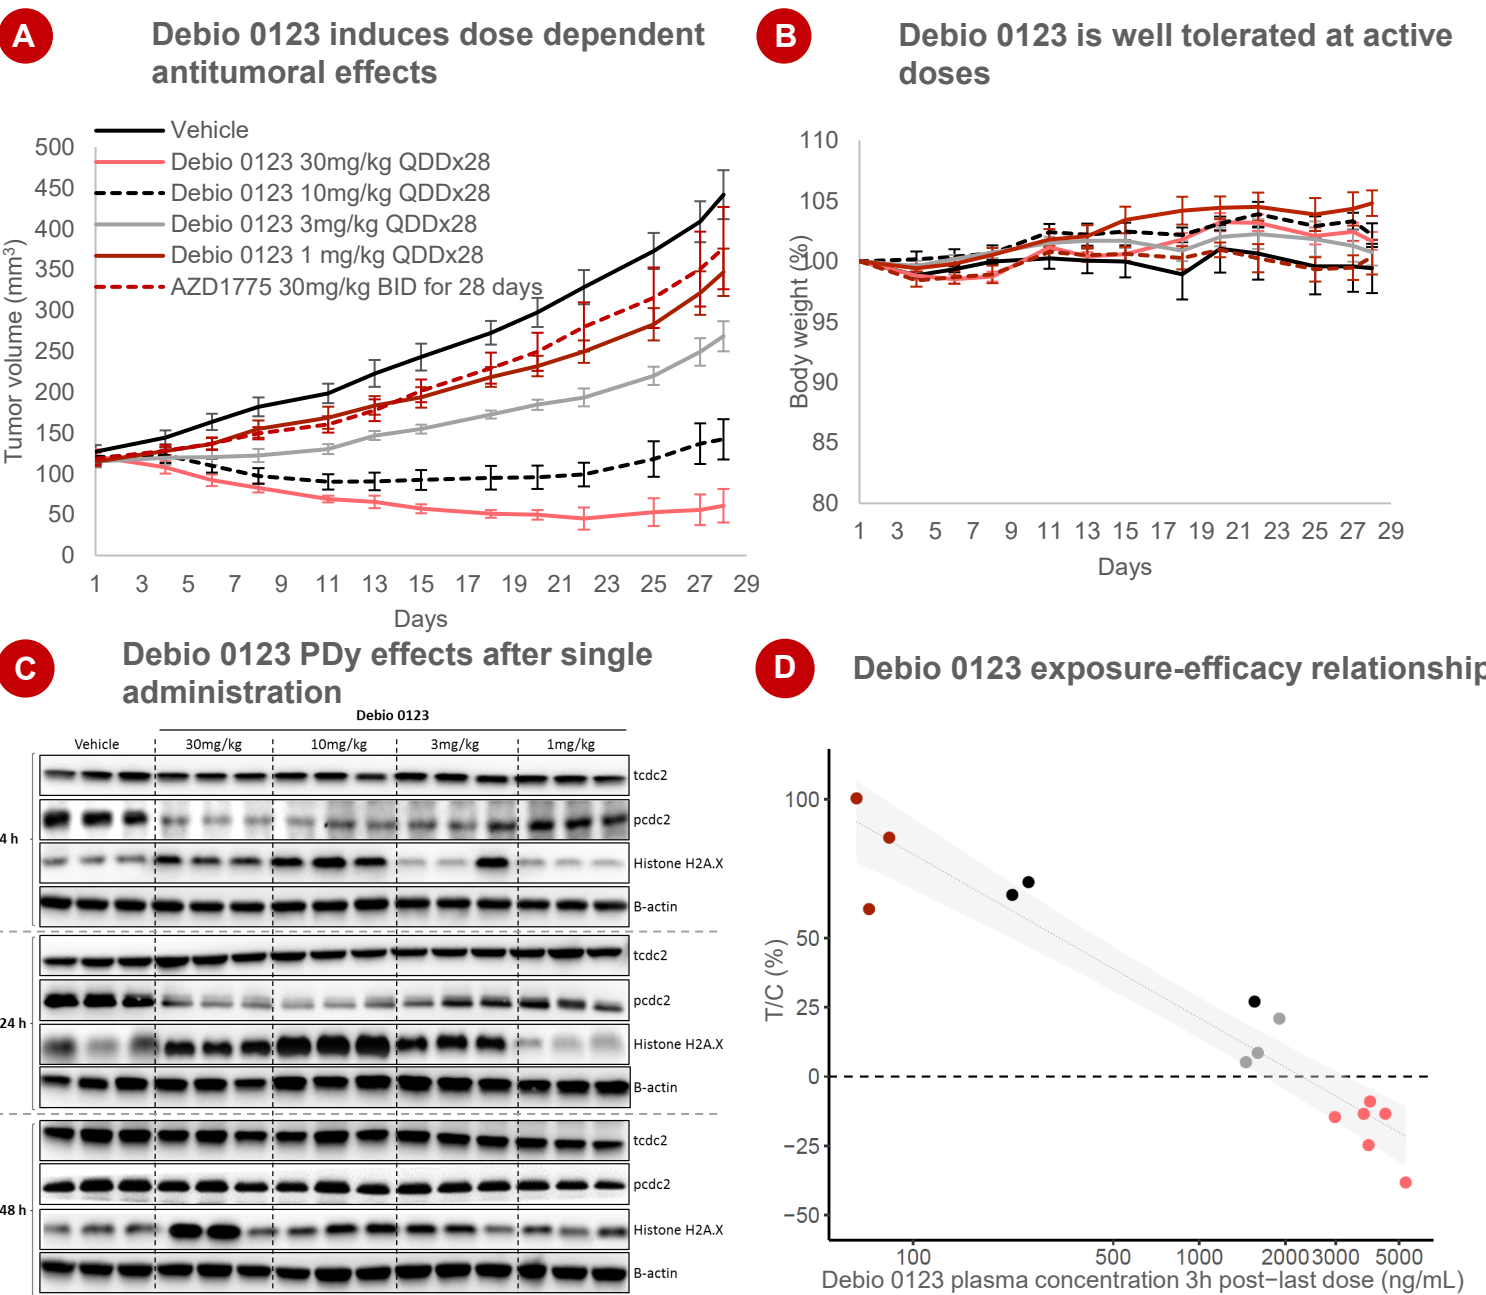 A
Debio 0123 induces dose dependent
antitumoral effects
Vehicle
Debio 0123 30mg/kg QDDx28
Debio 0123 10mg/kg QDDx28
Debio 0123 3mg/kg QDDx28
Debio 0123 1 mg/kg QDDx28
AZD1775 30mg/kg BID for 28 days
Tumor volume (mm³)
500
450
400
350
300
250
200
150
100
50
0
1 3 5 7 9 11 13 15 17 19 21 23 25 27 29
Days
B
Debio 0123 is well tolerated at active
doses
Body weight (%)
110
105
100
95
90
85
80
1 3 5 7 9 11 13 15 17 19 21 23 25 27 29
Days
C
Debio 0123 PDy effects after single
administration
Debio 0123
Vehicle 30mg/kg 10mg/kg 3mg/kg 1mg/kg
4 h
tcdc2
pcdc2
Histone H2A.X
B-actin
24 h
tcdc2
pcdc2
Histone H2A.X
B-actin
48 h
tcdc2
pcdc2
Histone H2A.X
B-actin
D
Debio 0123 exposure-efficacy relationship
T/C (%)
100
50
25
0
−25
−50
100 500 1000 2000 3000 5000
Debio 0123 plasma concentration 3h post−last dose (ng/mL)